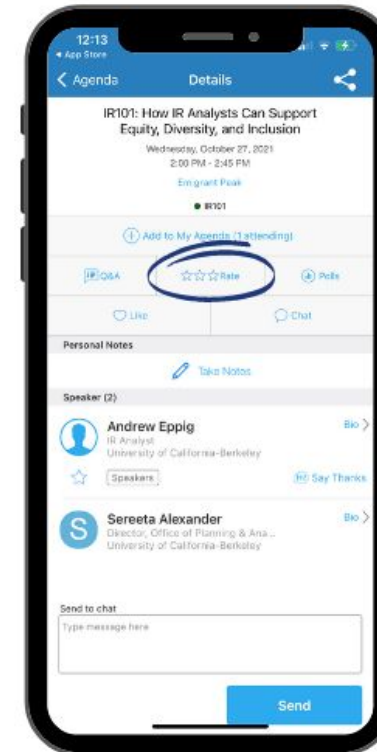 12:13
App Store
Agenda
Details
IR101: How IR Analysts Can Support
Equity, Diversity, and Inclusion
Wednesday, October 27, 2021
2:00 PM - 2:45 PM
Emigrant Peak
IR101
Add to My Agenda (1 attending)
Q&A
Rate
Polls
Like
Chat
Personal Notes
Take Notes
Speaker (2)
Andrew Eppig
Bio
IR Analyst
University of California-Berkeley
Speakers
Say Thanks
S
Sereeta Alexander
Bio
Director, Office of Planning & Ana...
University of California-Berkeley
Send to chat
Type message here
Send